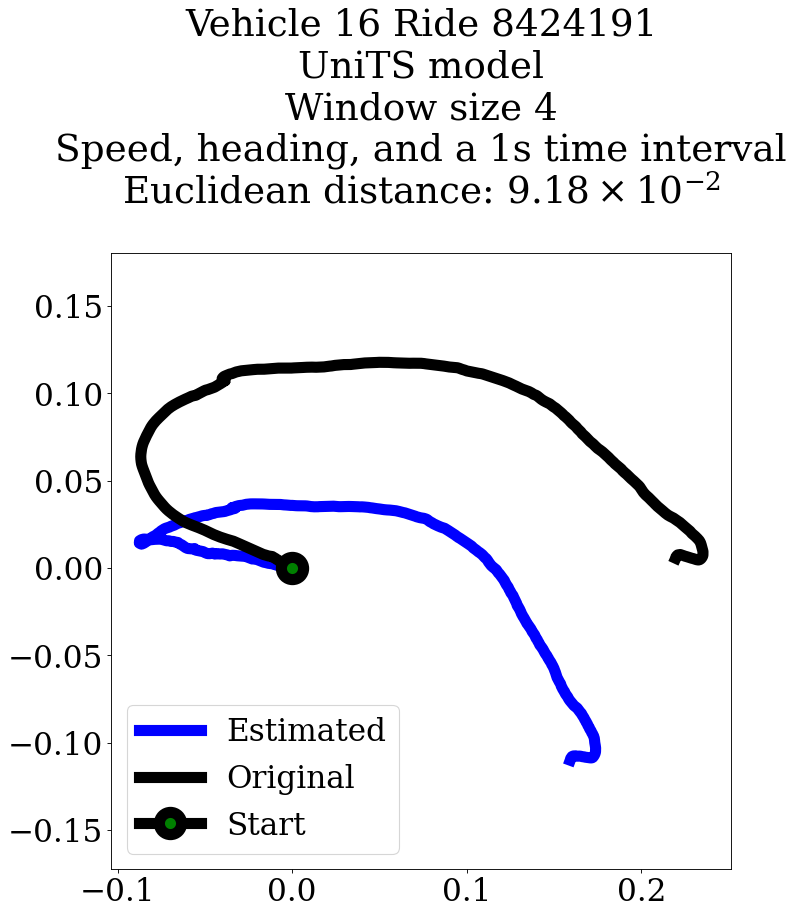 Vehicle 16 Ride 8424191
UniTS model
Window size 4
Speed, heading, and a 1s time interval
Euclidean distance: 9.18 × 10⁻²
0.15
0.10
0.05
0.00
−0.05
−0.10
−0.15
Estimated
Original
Start
−0.1
0.0
0.1
0.2